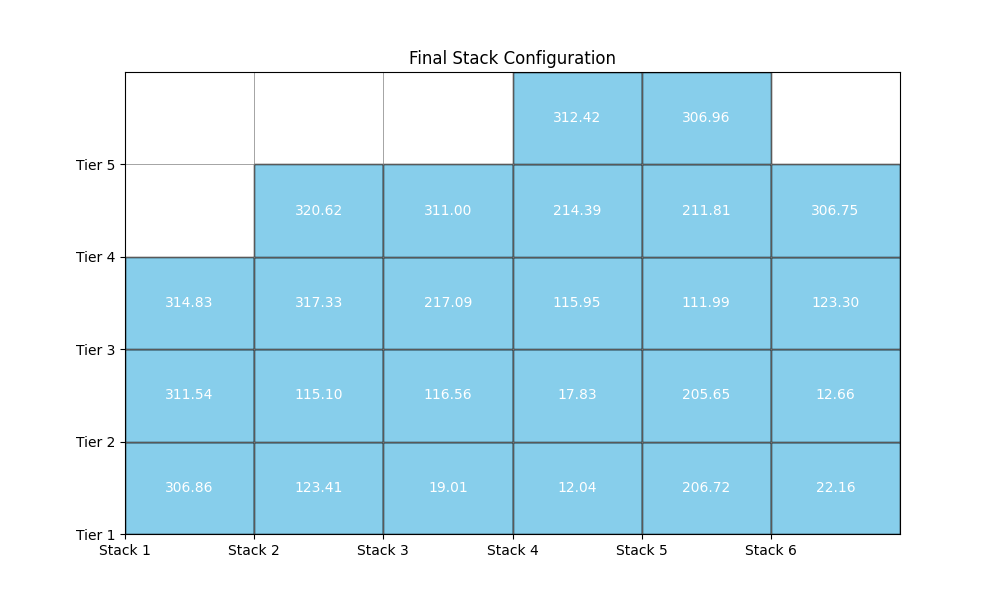 Final Stack Configuration
312.42 306.96
Tier 5
320.62 311.00 214.39 211.81 306.75
Tier 4
314.83 317.33 217.09 115.95 111.99 123.30
Tier 3
311.54 115.10 116.56 17.83 205.65 12.66
Tier 2
306.86 123.41 19.01 12.04 206.72 22.16
Tier 1
Stack 1 Stack 2 Stack 3 Stack 4 Stack 5 Stack 6